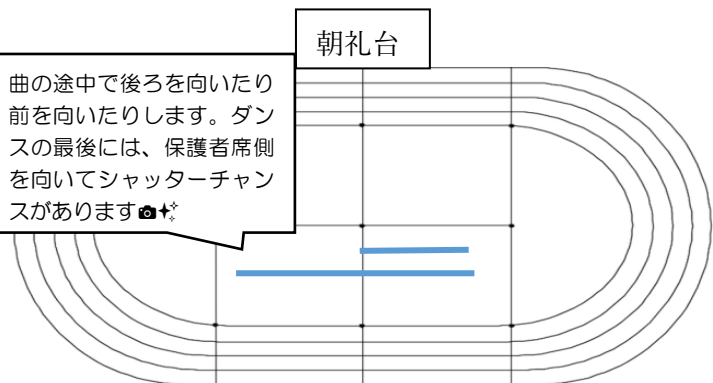 朝礼台
曲の途中で後ろを向いたり
前を向いたりします。ダン
スの最後には、保護者席側
を向いてシャッターチャン
スがあります📷✨